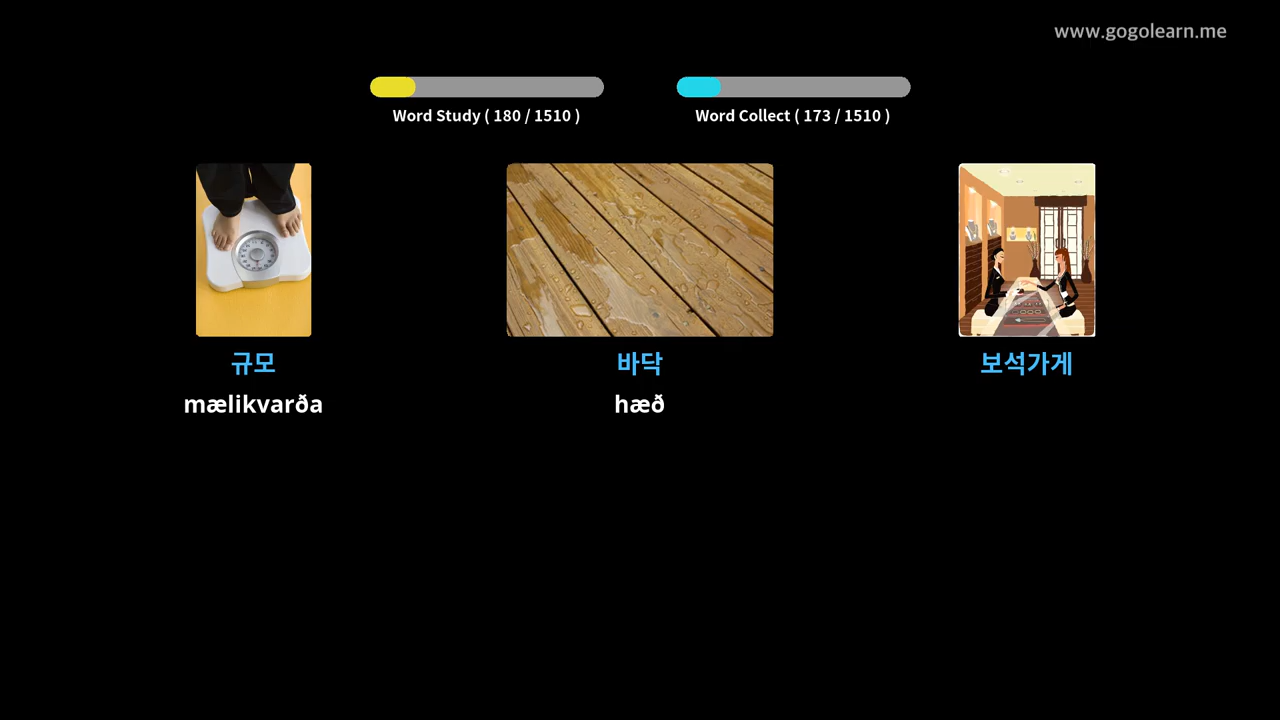 www.gogolearn.me
Word Study ( 180 / 1510 )
Word Collect ( 173 / 1510 )
규모
바닥
보석가게
mælikvarða
hæð